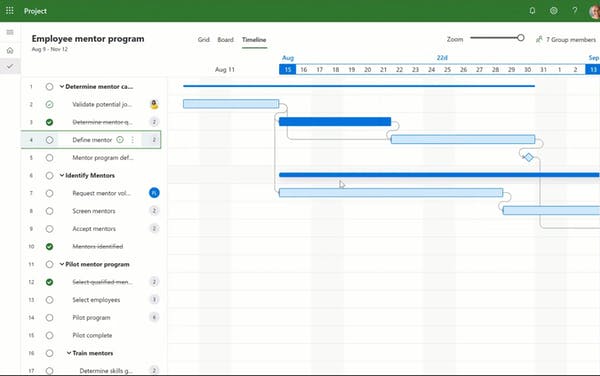 Project
?
Employee mentor program
Aug 9 - Nov 12
Grid Board Timeline
Zoom
7 Group members
Aug 11
Aug
22d
Sep
15 16 17 18 19 20 21 22 23 24 25 26 27 28 29 30 31 1 2 13
1 Determine mentor ca...
2 Validate potential jo...
3 Determine mentor q... 2
4 Define mentor 2
5 Mentor program def...
6 Identify Mentors
7 Request mentor vol...
8 Screen mentors 2
9 Accept mentors 2
10 Mentors identified
11 Pilot mentor program
12 Select qualified men... 2
13 Select employees 3
14 Pilot program
15 Pilot complete
16 Train mentors
17 Determine skills g... 2